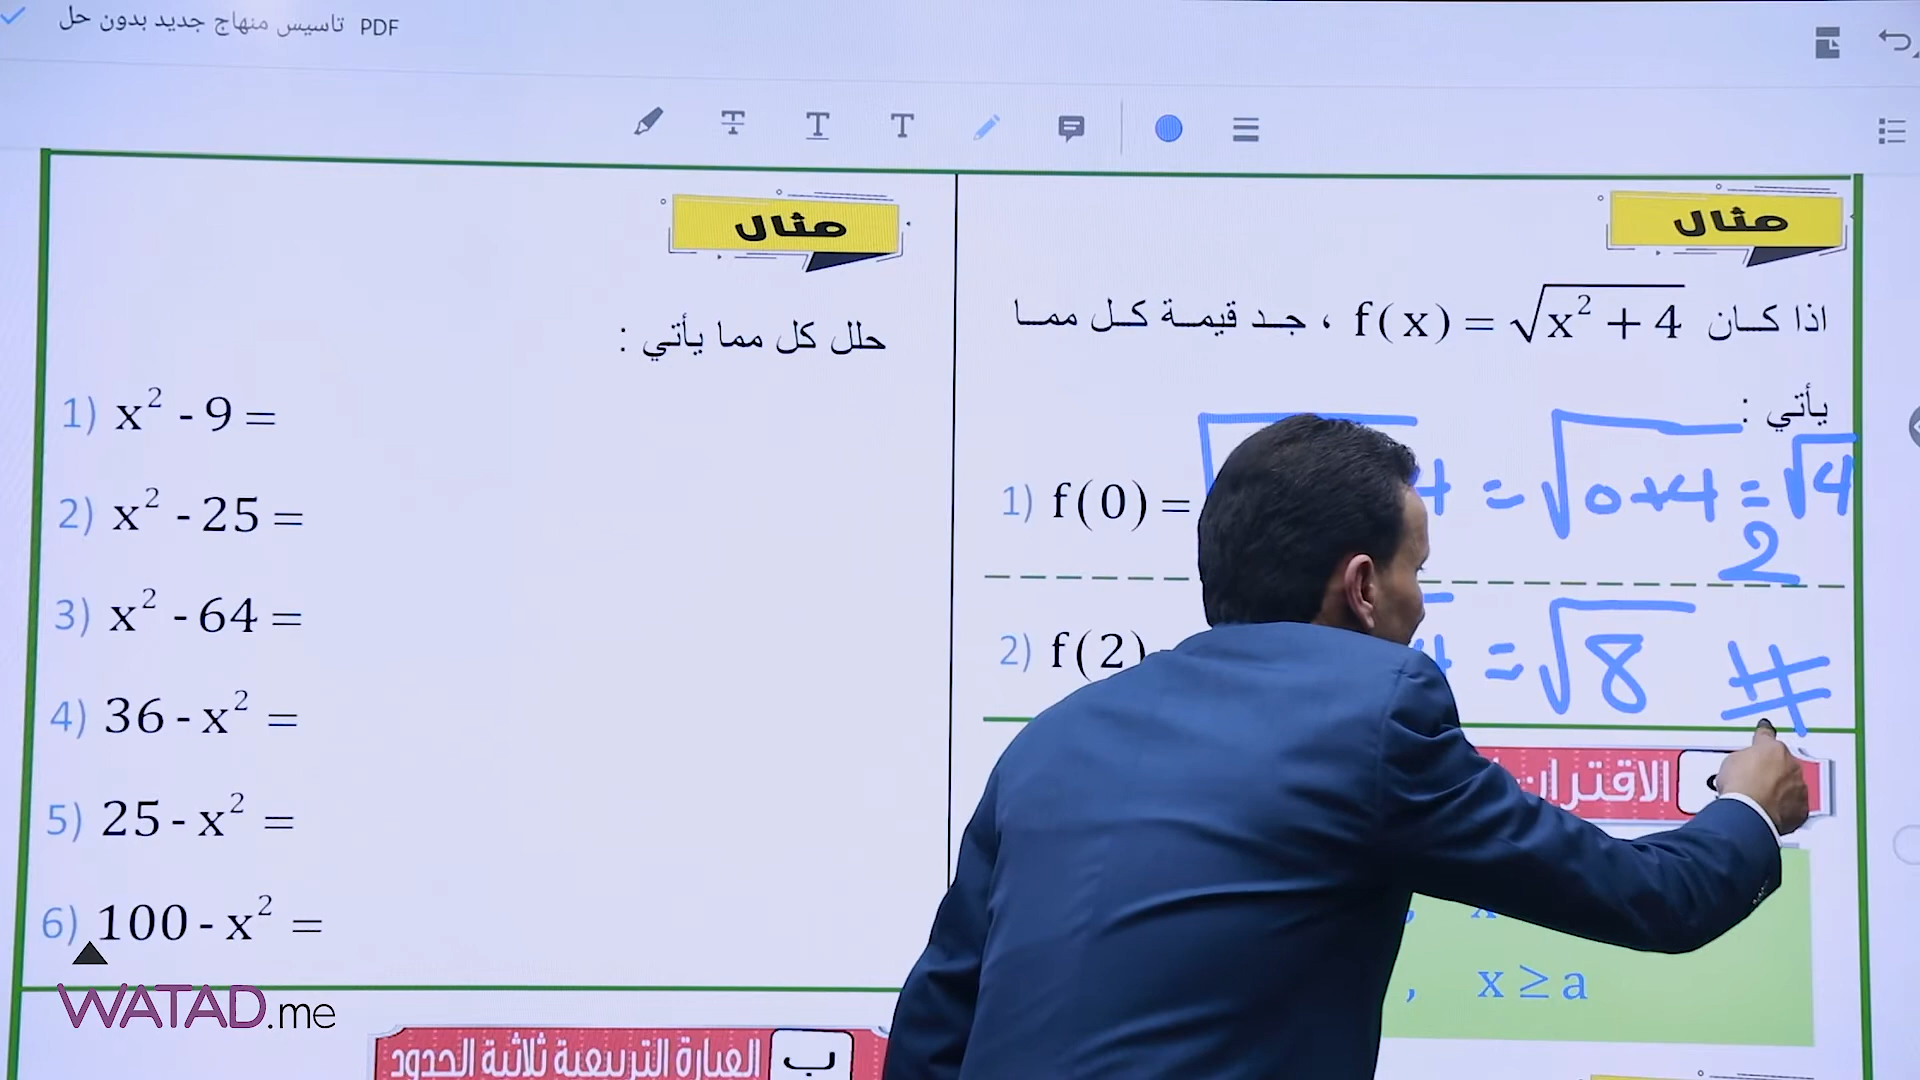 تاسيس منهاج جديد بدون حل PDF
مثال
اذا كان f(x) = √(x² + 4) ، جد قيمة كل مما
يأتي :
1) f(0) = = √(0+4) = √4
2
2) f(2) = √8 #
الاقتران
, x
, x ≥ a
مثال
حلل كل مما يأتي :
1) x² - 9 =
2) x² - 25 =
3) x² - 64 =
4) 36 - x² =
5) 25 - x² =
6) 100 - x² =
ب العبارة التربيعية ثلاثية الحدود
WATAD.me